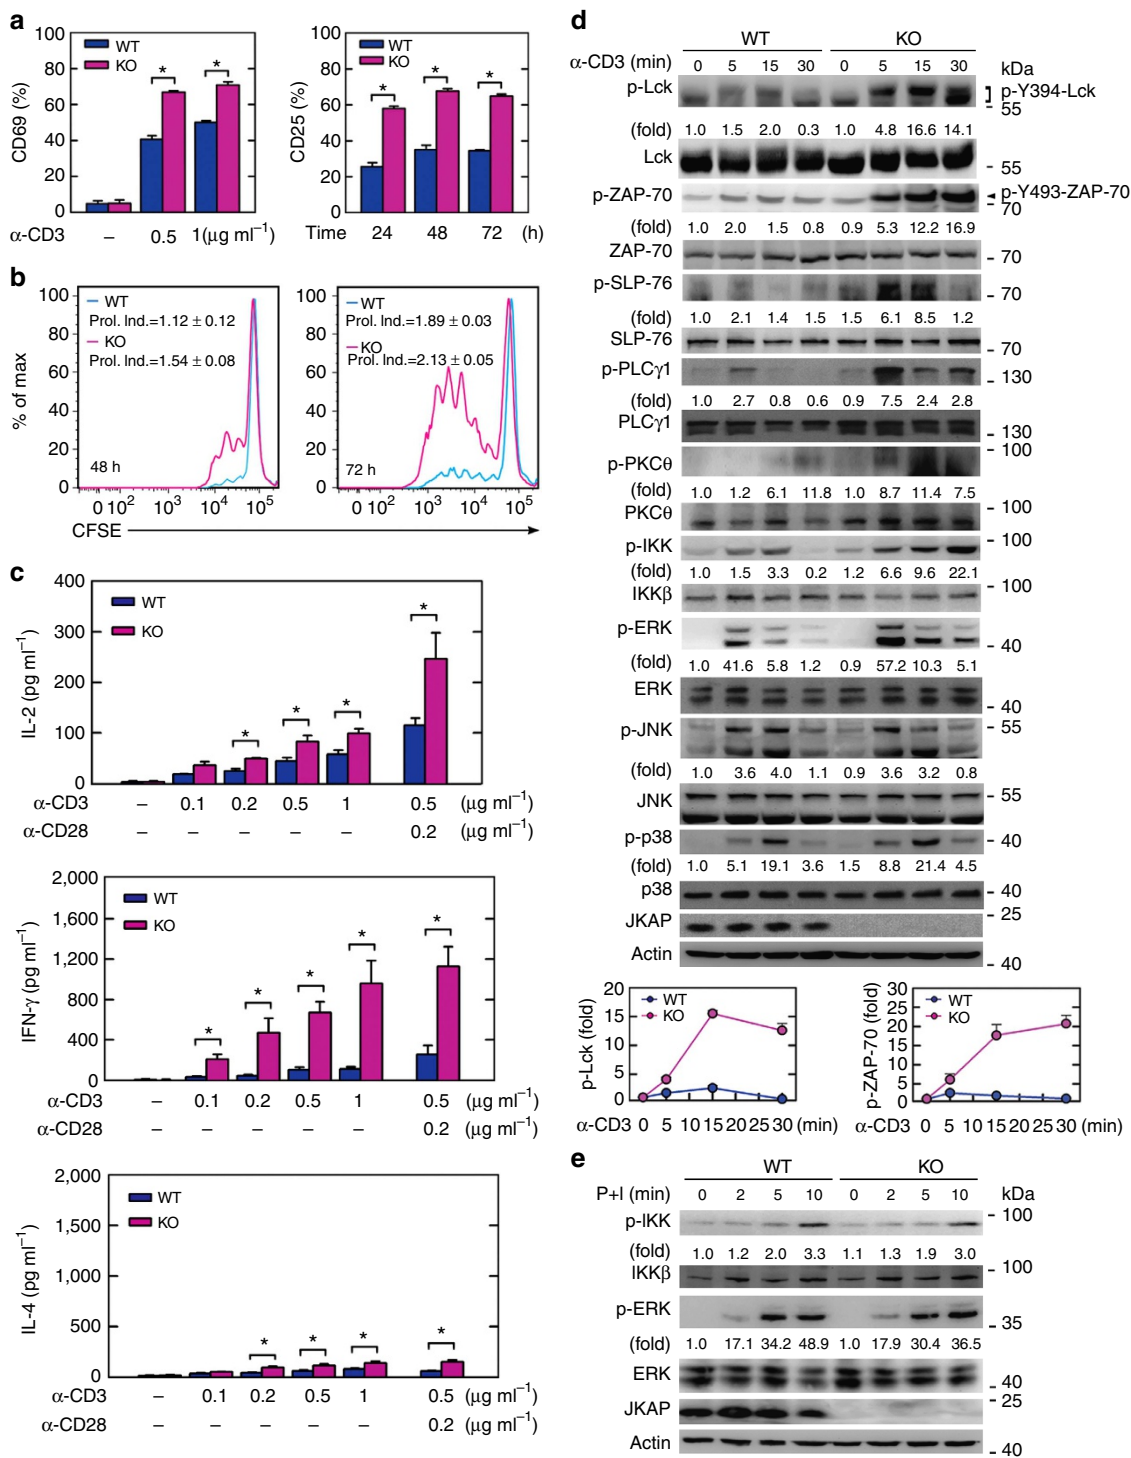 a
CD69 (%)
100
80
60
40
20
0
WT
KO
*
*
α-CD3
–
0.5
1(μg ml⁻¹)
CD25 (%)
100
80
60
40
20
0
WT
KO
*
*
*
Time
24
48
72
(h)
b
% of max
100
80
60
40
20
0
WT
Prol. Ind.=1.12 ± 0.12
KO
Prol. Ind.=1.54 ± 0.08
48 h
0 10² 10³ 10⁴ 10⁵
100
80
60
40
20
0
WT
Prol. Ind.=1.89 ± 0.03
KO
Prol. Ind.=2.13 ± 0.05
72 h
0 10² 10³ 10⁴ 10⁵
CFSE
c
IL-2 (pg ml⁻¹)
400
300
200
100
0
WT
KO
*
*
*
*
α-CD3 – 0.1 0.2 0.5 1 0.5 (μg ml⁻¹)
α-CD28 – – – – – 0.2 (μg ml⁻¹)
IFN-γ (pg ml⁻¹)
2,000
1,600
1,200
800
400
0
WT
KO
*
*
*
*
*
α-CD3 – 0.1 0.2 0.5 1 0.5 (μg ml⁻¹)
α-CD28 – – – – – 0.2 (μg ml⁻¹)
IL-4 (pg ml⁻¹)
2,000
1,500
1,000
500
0
WT
KO
*
*
*
*
α-CD3 – 0.1 0.2 0.5 1 0.5 (μg ml⁻¹)
α-CD28 – – – – – 0.2 (μg ml⁻¹)
d
WT KO
α-CD3 (min) 0 5 15 30 0 5 15 30 kDa
p-Lck p-Y394-Lck
55
(fold) 1.0 1.5 2.0 0.3 1.0 4.8 16.6 14.1
Lck 55
p-ZAP-70 p-Y493-ZAP-70
70
(fold) 1.0 2.0 1.5 0.8 0.9 5.3 12.2 16.9
ZAP-70 70
p-SLP-76 70
(fold) 1.0 2.1 1.4 1.5 1.5 6.1 8.5 1.2
SLP-76 70
p-PLCγ1 130
(fold) 1.0 2.7 0.8 0.6 0.9 7.5 2.4 2.8
PLCγ1 130
100
p-PKCθ
(fold) 1.0 1.2 6.1 11.8 1.0 8.7 11.4 7.5
PKCθ 100
p-IKK 100
(fold) 1.0 1.5 3.3 0.2 1.2 6.6 9.6 22.1
IKKβ 100
p-ERK 40
(fold) 1.0 41.6 5.8 1.2 0.9 57.2 10.3 5.1
ERK 40
p-JNK 55
(fold) 1.0 3.6 4.0 1.1 0.9 3.6 3.2 0.8
JNK 55
p-p38 40
(fold) 1.0 5.1 19.1 3.6 1.5 8.8 21.4 4.5
p38 40
JKAP 25
Actin 40
p-Lck (fold)
20
15
10
5
0
WT
KO
α-CD3 0 5 10 15 20 25 30 (min)
p-ZAP-70 (fold)
30
25
20
15
10
5
0
WT
KO
α-CD3 0 5 10 15 20 25 30 (min)
e
WT KO
P+I (min) 0 2 5 10 0 2 5 10 kDa
p-IKK 100
(fold) 1.0 1.2 2.0 3.3 1.1 1.3 1.9 3.0
IKKβ 100
p-ERK 35
(fold) 1.0 17.1 34.2 48.9 1.0 17.9 30.4 36.5
ERK 40
JKAP 25
Actin 40